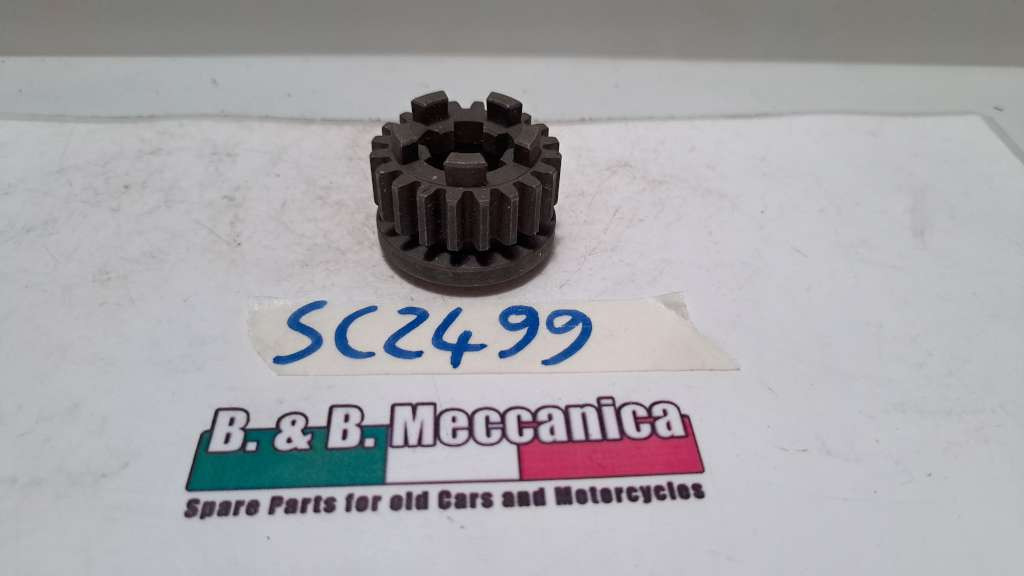 SC2499
B. & B. Meccanica
Spare Parts for old Cars and Motorcycles